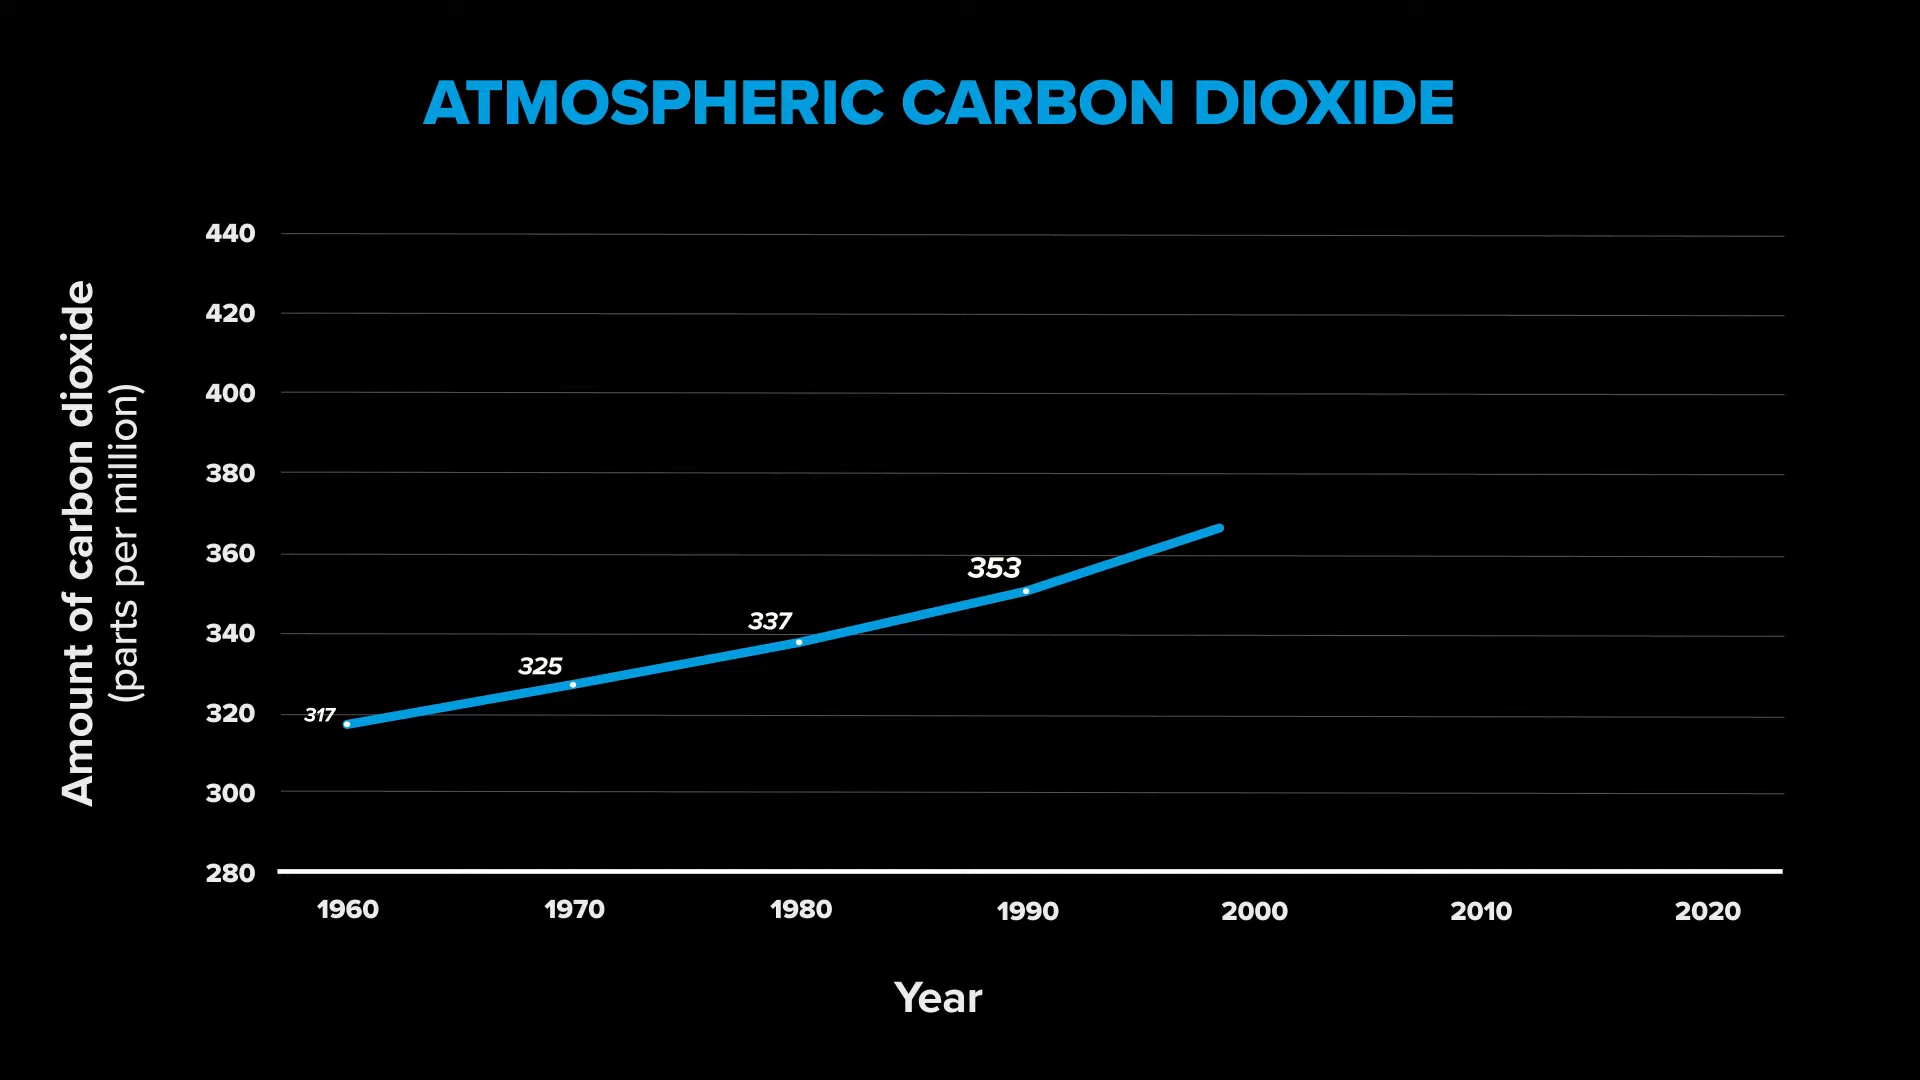 ATMOSPHERIC CARBON DIOXIDE
Amount of carbon dioxide
(parts per million)
440
420
400
380
360
340
320
300
280
317
325
337
353
1960 1970 1980 1990 2000 2010 2020
Year